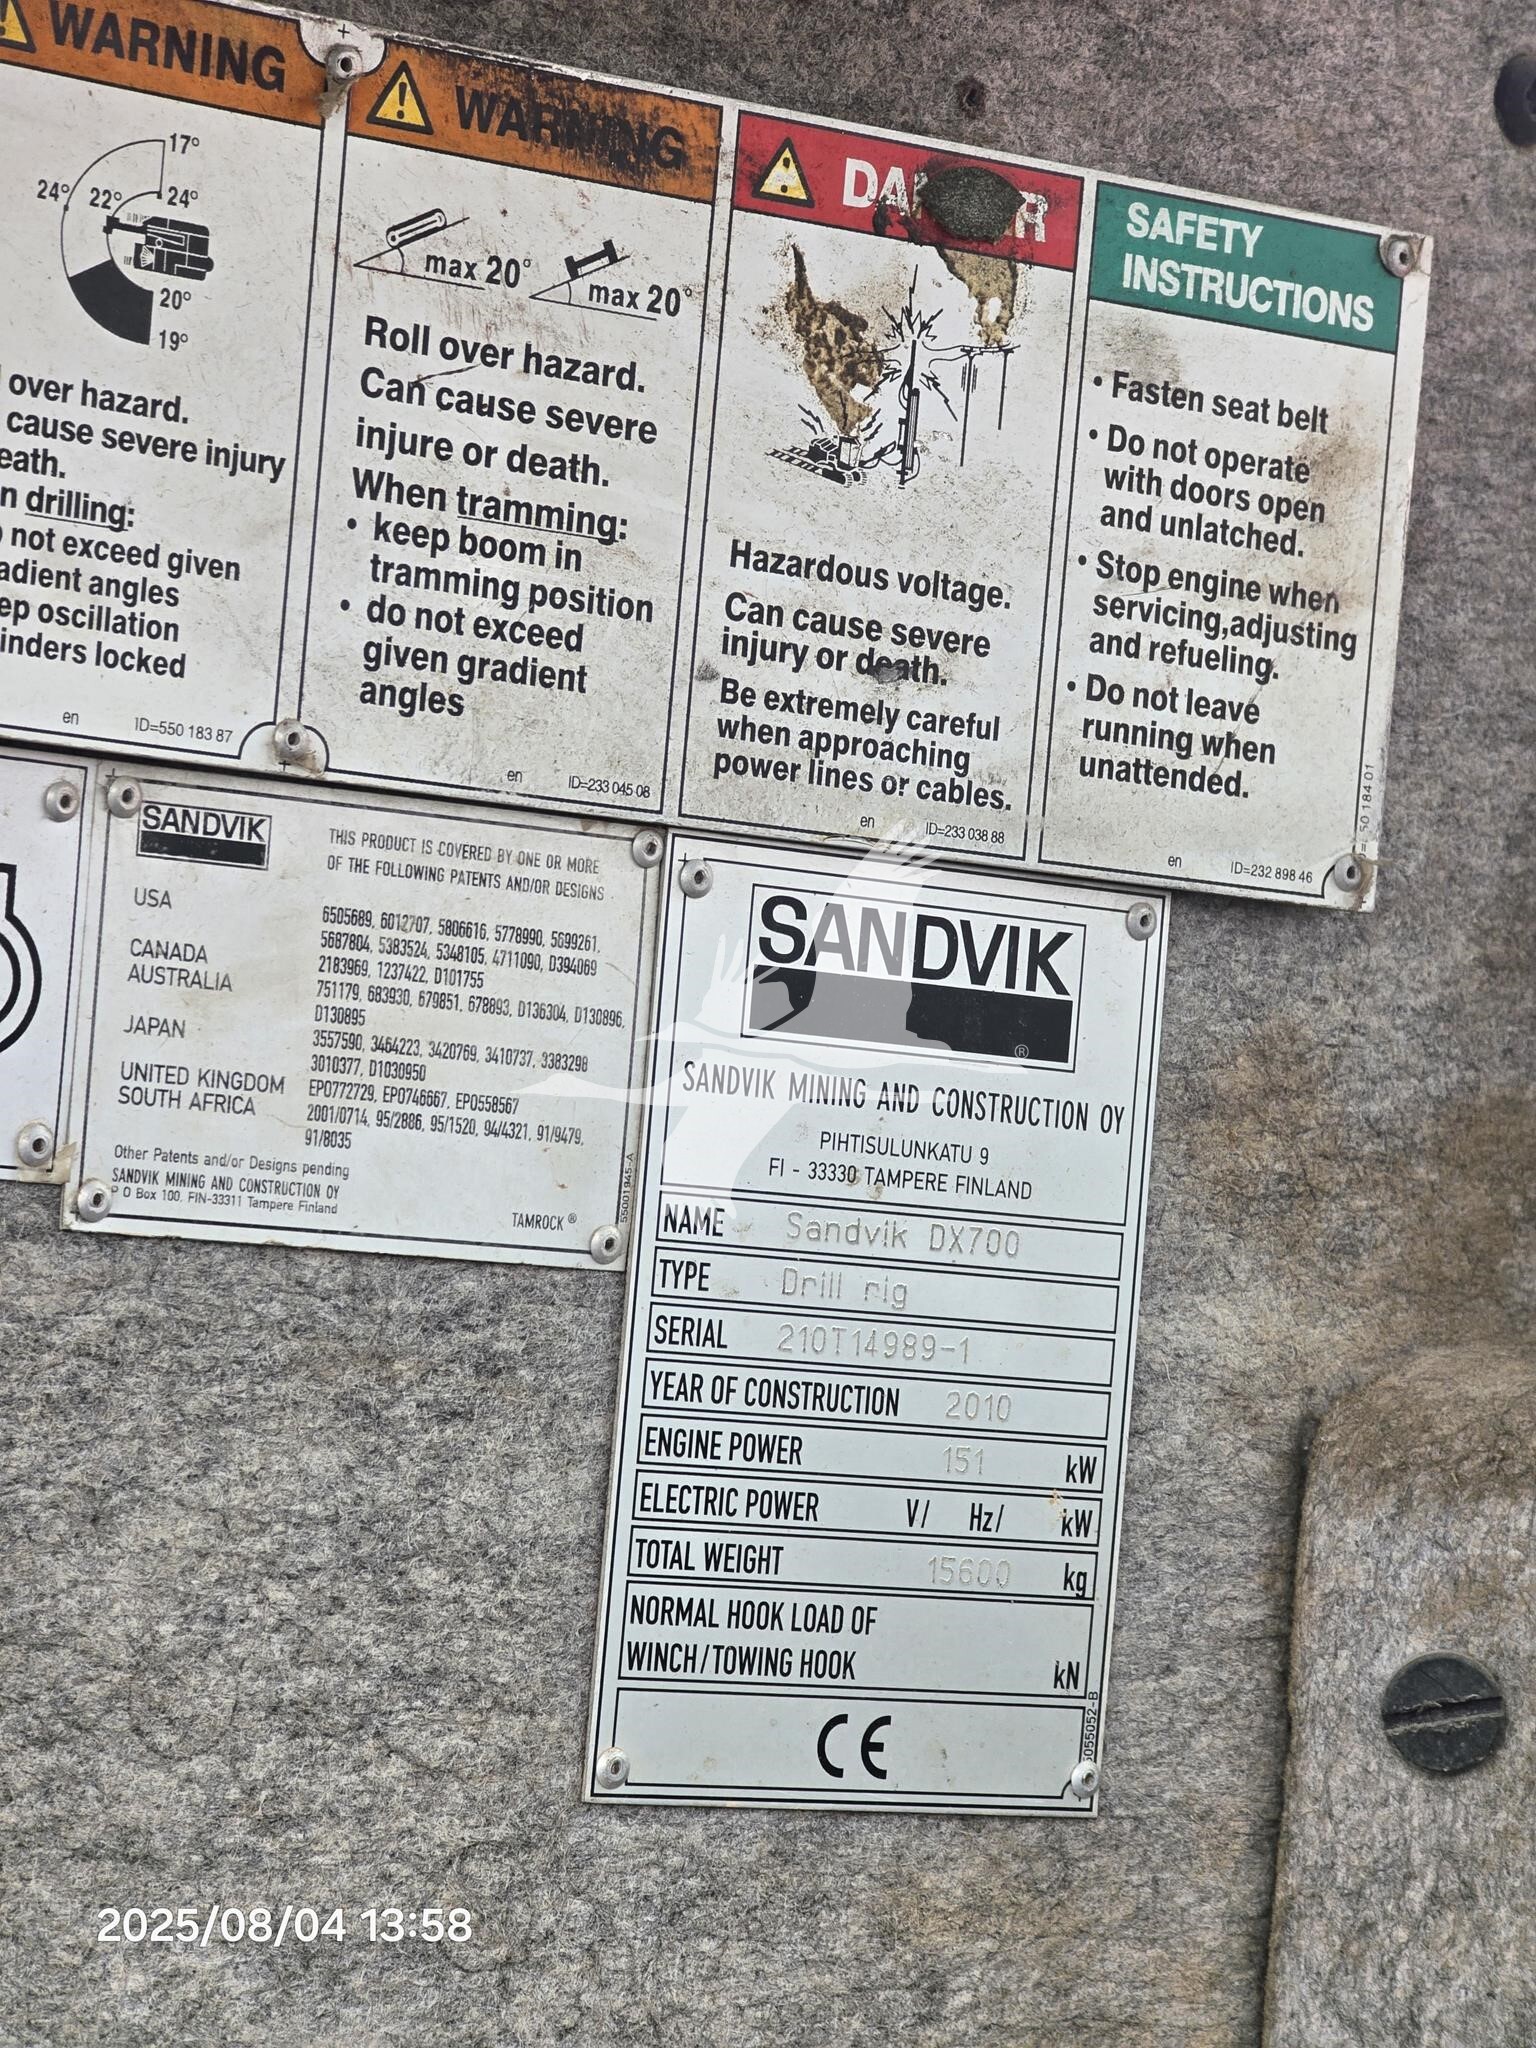 WARNING
17°
24°
22°
24°
20°
19°
over hazard.
cause severe injury
drilling:
not exceed given
angles
oscillation
locked
en ID=550 183 87
WARNING
max 20°
max 20°
Roll over hazard.
Can cause severe
injure or death.
When tramming:
• keep boom in
tramming position
• do not exceed
given gradient
angles
en ID=233 045 08
Hazardous voltage.
Can cause severe
injury or death.
Be extremely careful
when approaching
power lines or cables.
en ID=233 038 88
SAFETY
INSTRUCTIONS
• Fasten seat belt
• Do not operate
with doors open
and unlatched.
• Stop engine when
servicing,adjusting
and refueling.
• Do not leave
running when
unattended.
en ID=232 898 46
SANDVIK
THIS PRODUCT IS COVERED BY ONE OR MORE
OF THE FOLLOWING PATENTS AND/OR DESIGNS
USA 6505689, 6012707, 5806616, 5778990, 5699261,
5687804, 5383524, 5348105, 4711090, D394069
CANADA 2183969, 1237422, D101755
AUSTRALIA 751179, 683930, 679851, 678893, D136304, D130896,
D130895
JAPAN 3557590, 3464223, 3420769, 3410737, 3383298
3010377, D1030950
UNITED KINGDOM EP0772729, EP0746667, EP0558567
SOUTH AFRICA 2001/0714, 95/2886, 95/1520, 94/4321, 91/9479,
91/8035
Other Patents and/or Designs pending
SANDVIK MINING AND CONSTRUCTION OY
P O Box 100, FIN-33311 Tampere Finland
TAMROCK ®
55001945-A
SANDVIK
®
SANDVIK MINING AND CONSTRUCTION OY
PIHTISULUNKATU 9
FI - 33330 TAMPERE FINLAND
NAME Sandvik DX700
TYPE Drill rig
SERIAL 210T14989-1
YEAR OF CONSTRUCTION 2010
ENGINE POWER 151 kW
ELECTRIC POWER V/ Hz/ kW
TOTAL WEIGHT 15600 kg
NORMAL HOOK LOAD OF
WINCH/TOWING HOOK kN
CE
2025/08/04 13:58